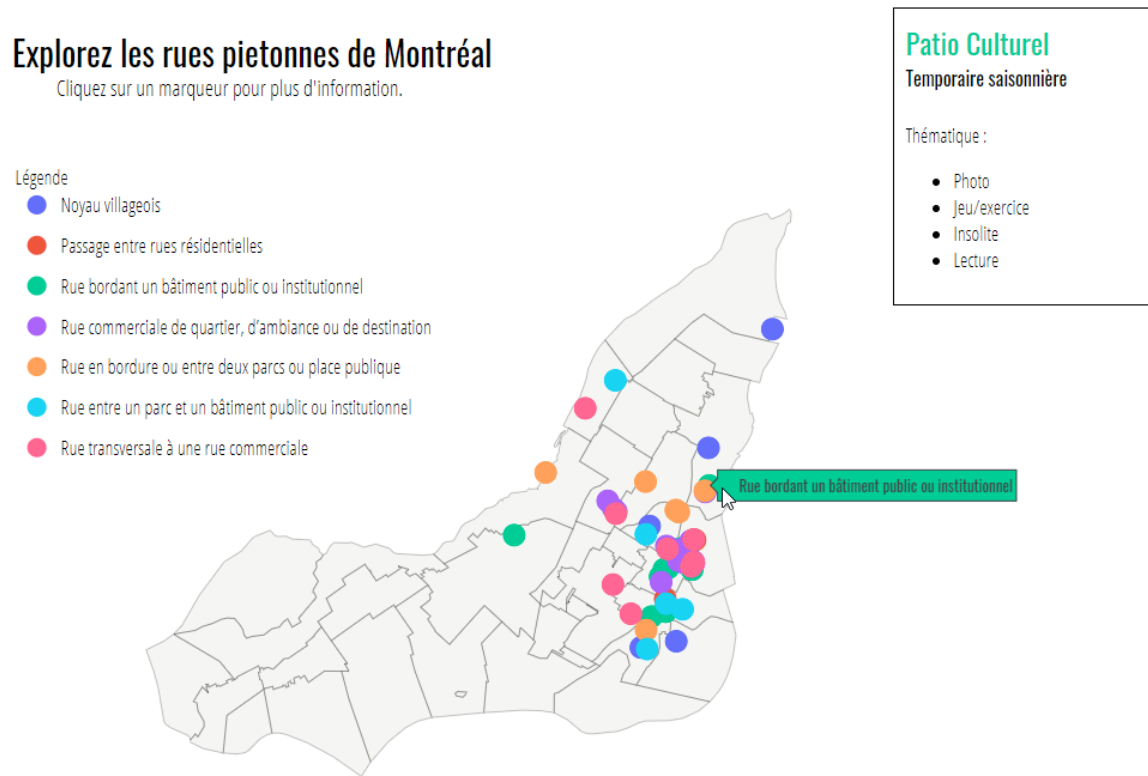 Explorez les rues pietonnes de Montréal
Cliquez sur un marqueur pour plus d'information.
Légende
Noyau villageois
Passage entre rues résidentielles
Rue bordant un bâtiment public ou institutionnel
Rue commerciale de quartier, d’ambiance ou de destination
Rue en bordure ou entre deux parcs ou place publique
Rue entre un parc et un bâtiment public ou institutionnel
Rue transversale à une rue commerciale
Rue bordant un bâtiment public ou institutionnel
Patio Culturel
Temporaire saisonnière
Thématique :
Photo
Jeu/exercice
Insolite
Lecture